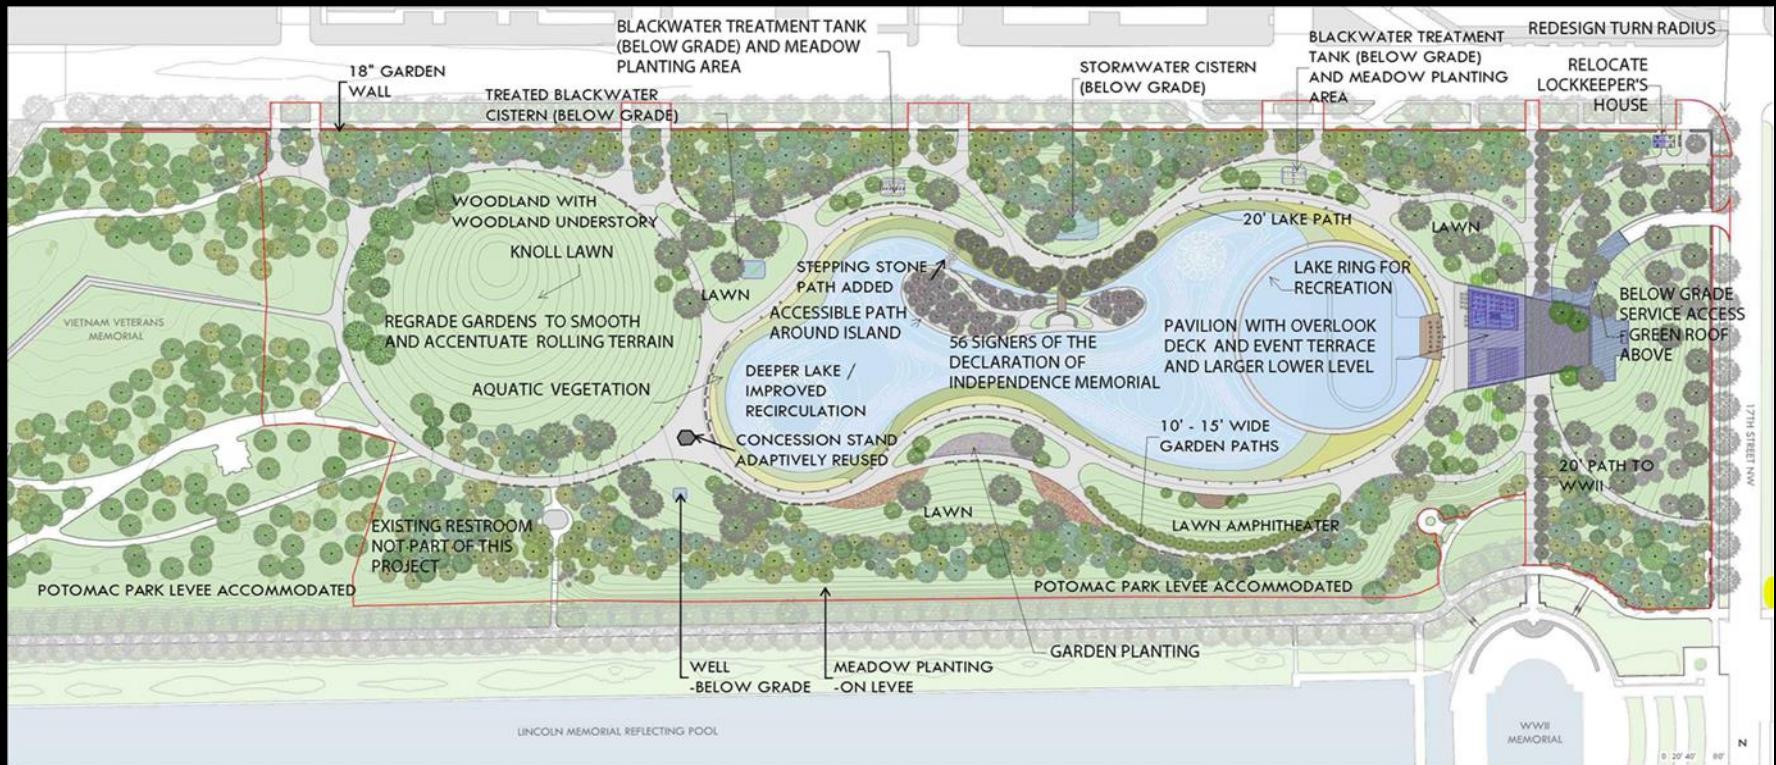 BLACKWATER TREATMENT TANK
(BELOW GRADE) AND MEADOW
PLANTING AREA
REDESIGN TURN RADIUS
BLACKWATER TREATMENT
TANK (BELOW GRADE)
AND MEADOW PLANTING
AREA
18" GARDEN
WALL
STORMWATER CISTERN
(BELOW GRADE)
RELOCATE
LOCKKEEPER'S
HOUSE
TREATED BLACKWATER
CISTERN (BELOW GRADE)
WOODLAND WITH
WOODLAND UNDERSTORY
KNOLL LAWN
20' LAKE PATH
LAWN
STEPPING STONE
PATH ADDED
LAKE RING FOR
RECREATION
LAWN
BELOW GRADE
SERVICE ACCESS
- GREEN ROOF
ABOVE
ACCESSIBLE PATH
AROUND ISLAND
VIETNAM VETERANS
MEMORIAL
REGRADE GARDENS TO SMOOTH
AND ACCENTUATE ROLLING TERRAIN
56 SIGNERS OF THE
DECLARATION OF
INDEPENDENCE MEMORIAL
PAVILION WITH OVERLOOK
DECK AND EVENT TERRACE
AND LARGER LOWER LEVEL
AQUATIC VEGETATION
DEEPER LAKE /
IMPROVED
RECIRCULATION
10' - 15' WIDE
GARDEN PATHS
CONCESSION STAND
ADAPTIVELY REUSED
17TH STREET NW
20' PATH TO
WWII
EXISTING RESTROOM
NOT PART OF THIS
PROJECT
LAWN
LAWN AMPHITHEATER
POTOMAC PARK LEVEE ACCOMMODATED
POTOMAC PARK LEVEE ACCOMMODATED
GARDEN PLANTING
WELL
-BELOW GRADE
MEADOW PLANTING
-ON LEVEE
LINCOLN MEMORIAL REFLECTING POOL
WWII
MEMORIAL
N
0 20' 40' 80'